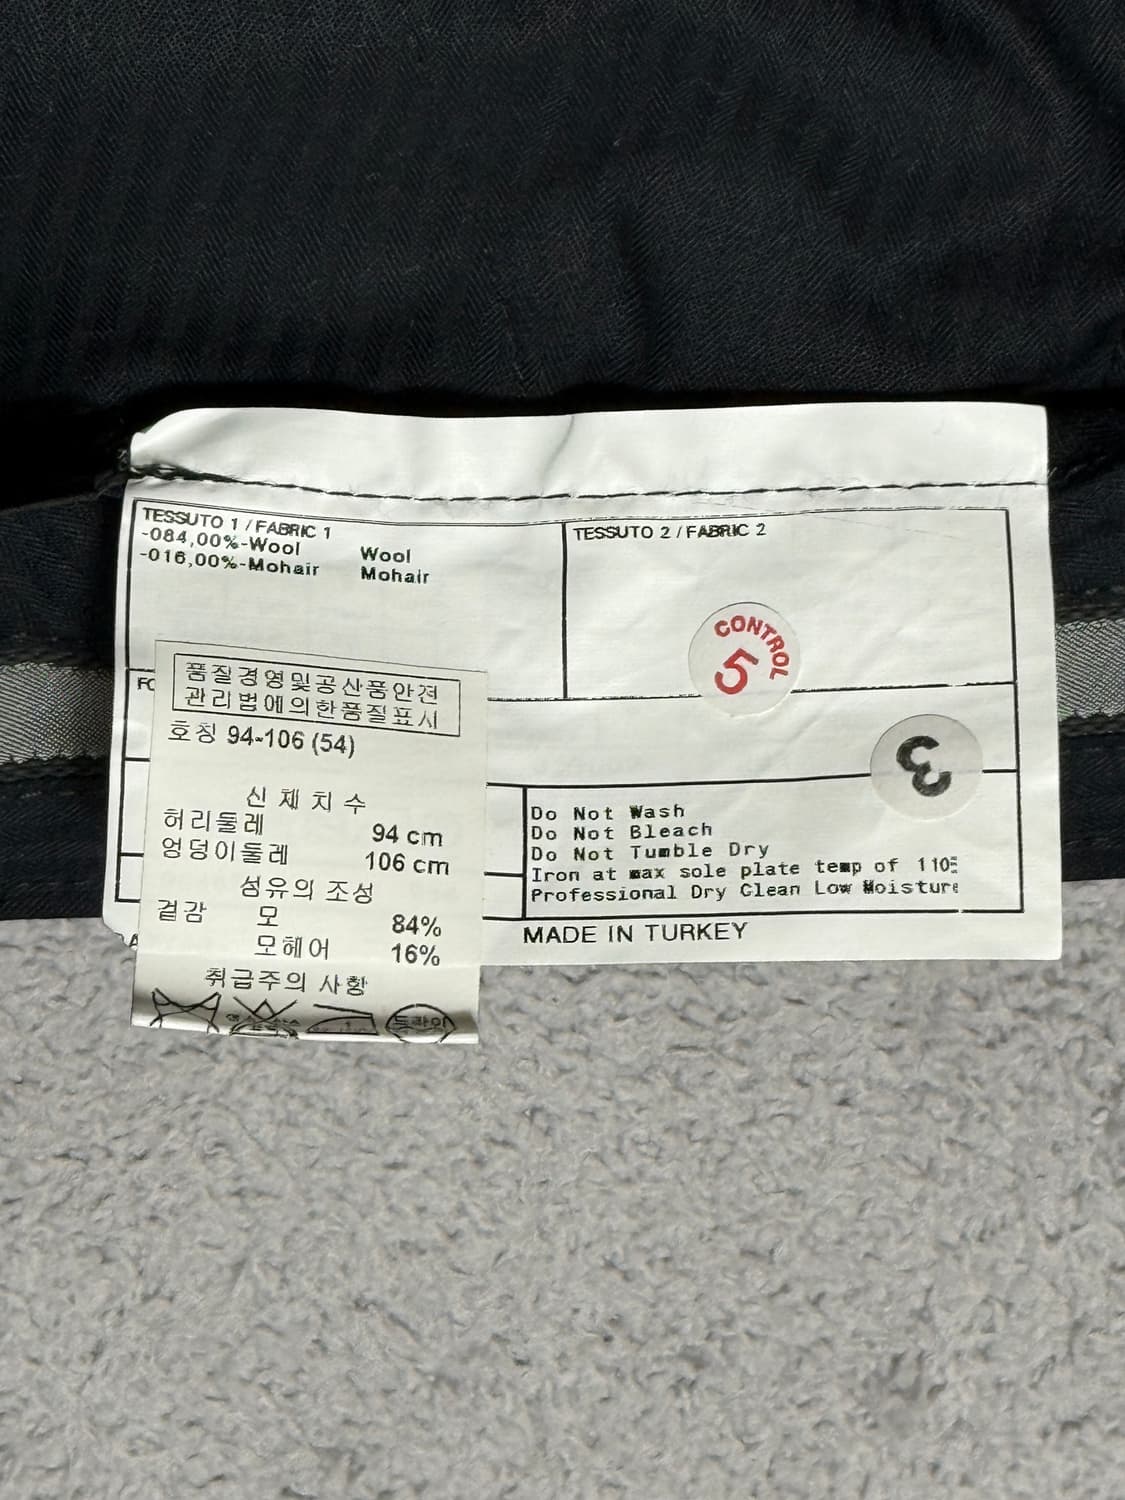 TESSUTO 1 / FABRIC 1
-084,00%-Wool Wool
-016,00%-Mohair Mohair
TESSUTO 2 / FABRIC 2
CONTROL
5
3
품질경영및공산품안전
관리법에의한품질표시
호칭 94-106 (54)
신체치수
허리둘레 94 cm
엉덩이둘레 106 cm
섬유의 조성
겉감 모 84%
모헤어 16%
취급주의 사항
드라이
Do Not Wash
Do Not Bleach
Do Not Tumble Dry
Iron at max sole plate temp of 110
Professional Dry Clean Low Moisture
MADE IN TURKEY